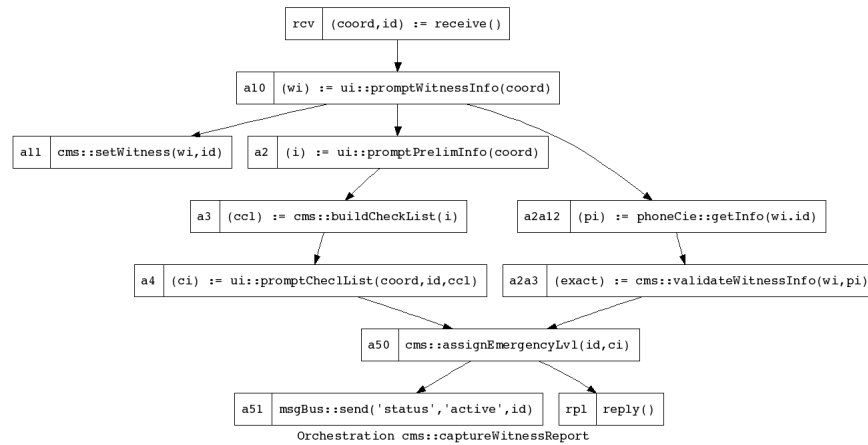 rcv (coord,id) := receive()
a10 (wi) := ui::promptWitnessInfo(coord)
a11 cms::setWitness(wi,id)
a2 (i) := ui::promptPrelimInfo(coord)
a3 (ccl) := cms::buildCheckList(i)
a2a12 (pi) := phoneCie::getInfo(wi.id)
a4 (ci) := ui::promptCheclList(coord,id,ccl)
a2a3 (exact) := cms::validateWitnessInfo(wi,pi)
a50 cms::assignEmergencyLvl(id,ci)
a51 msgBus::send('status','active',id)
rpl reply()
Orchestration cms::captureWitnessReport